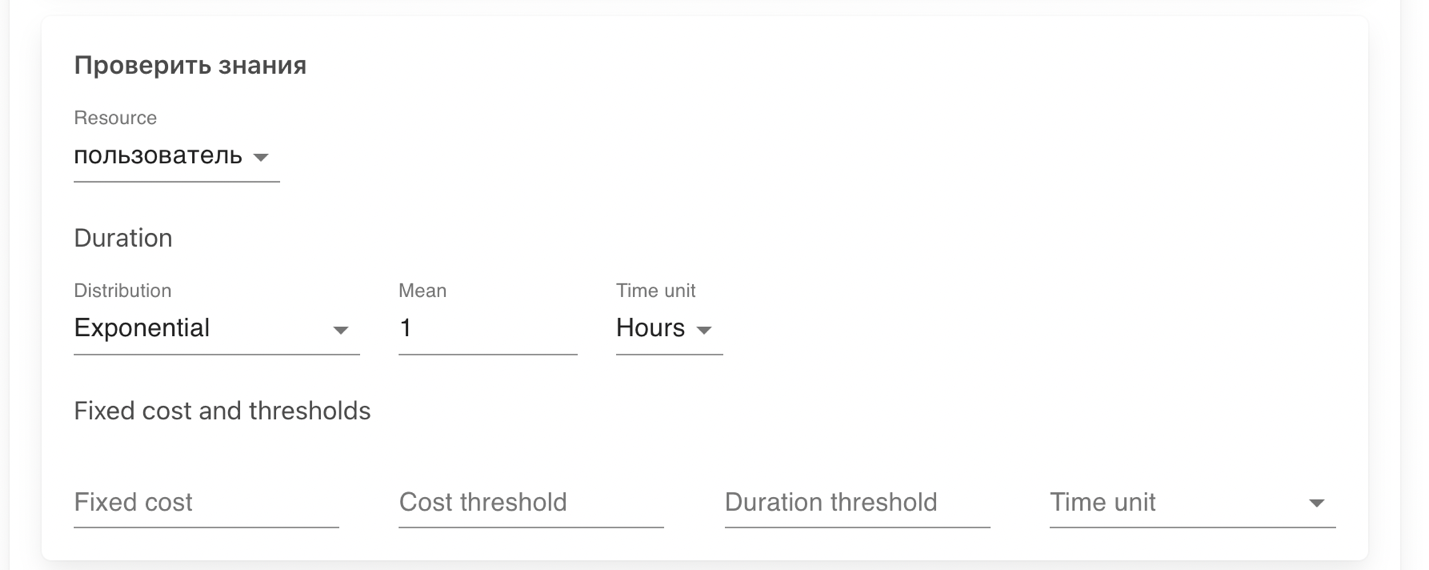 Проверить знания
Resource
пользователь
Duration
Distribution Mean Time unit
Exponential 1 Hours
Fixed cost and thresholds
Fixed cost Cost threshold Duration threshold Time unit